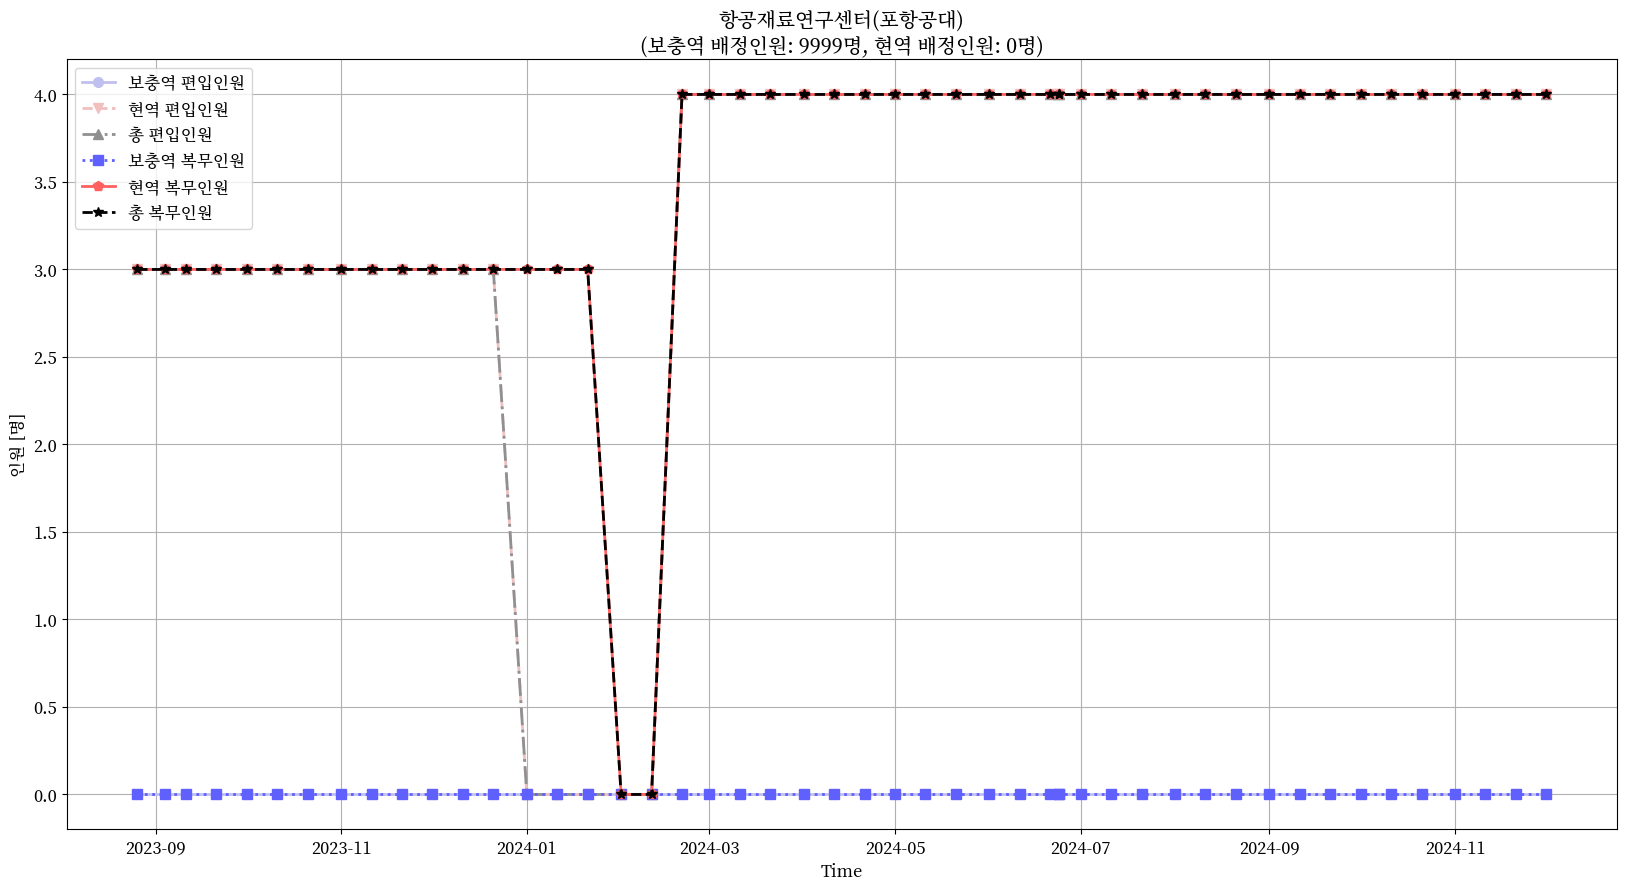 항공재료연구센터(포항공대)
(보충역 배정인원: 9999명, 현역 배정인원: 0명)
보충역 편입인원
현역 편입인원
총 편입인원
보충역 복무인원
현역 복무인원
총 복무인원
4.0
3.5
3.0
2.5
2.0
1.5
1.0
0.5
0.0
인원 [명]
2023-09
2023-11
2024-01
2024-03
2024-05
2024-07
2024-09
2024-11
Time